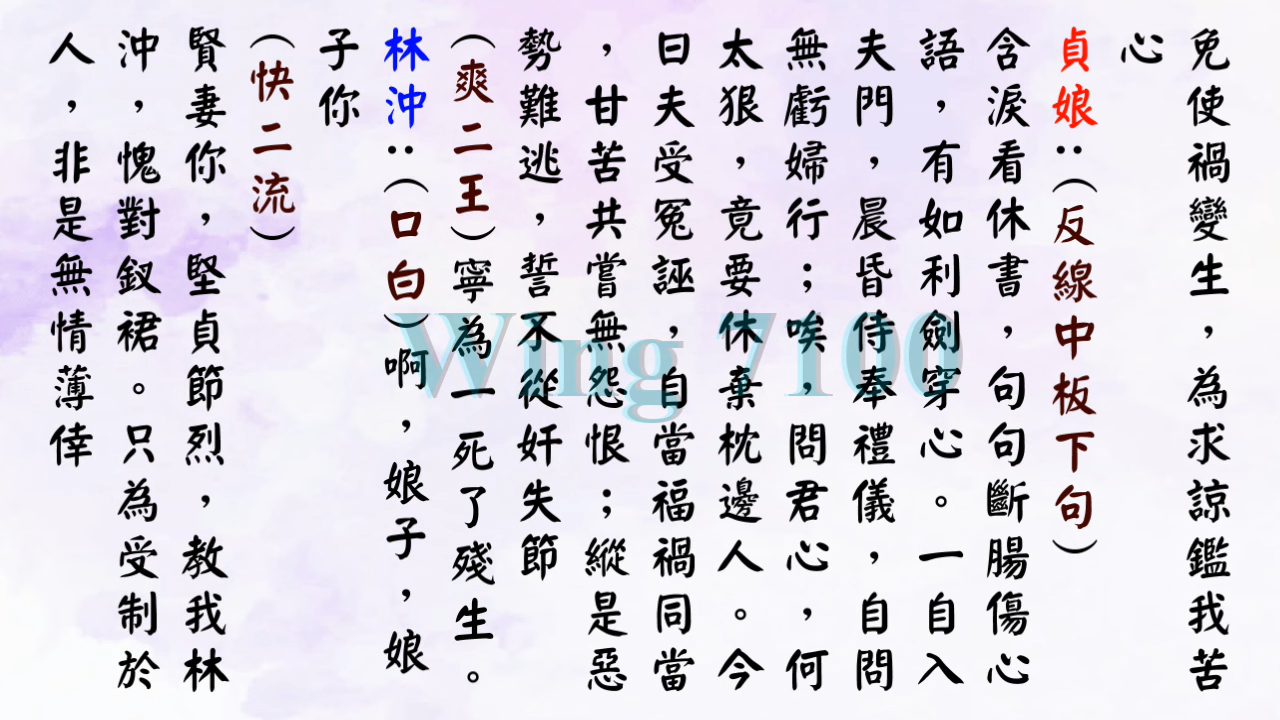 免使禍變生，為求諒鑑我苦
心
貞娘：（反線中板下句）
含淚看休書，句句斷腸傷心
語，有如利劍穿心。一自入
夫門，晨昏侍奉禮儀，自問
無虧婦行；唉，問君心，何
太狠，竟要休棄枕邊人。今
日夫受冤誣，自當福禍同當
，甘苦共嘗無怨恨；縱是惡
勢難逃，誓不從奸失節
（爽二王）寧為一死了殘生。
林沖：（口白）啊，娘子，娘
子你
（快二流）
賢妻你，堅貞節烈，教我林
沖，愧對釵裙。只為受制於
人，非是無情薄倖
Wing 7100